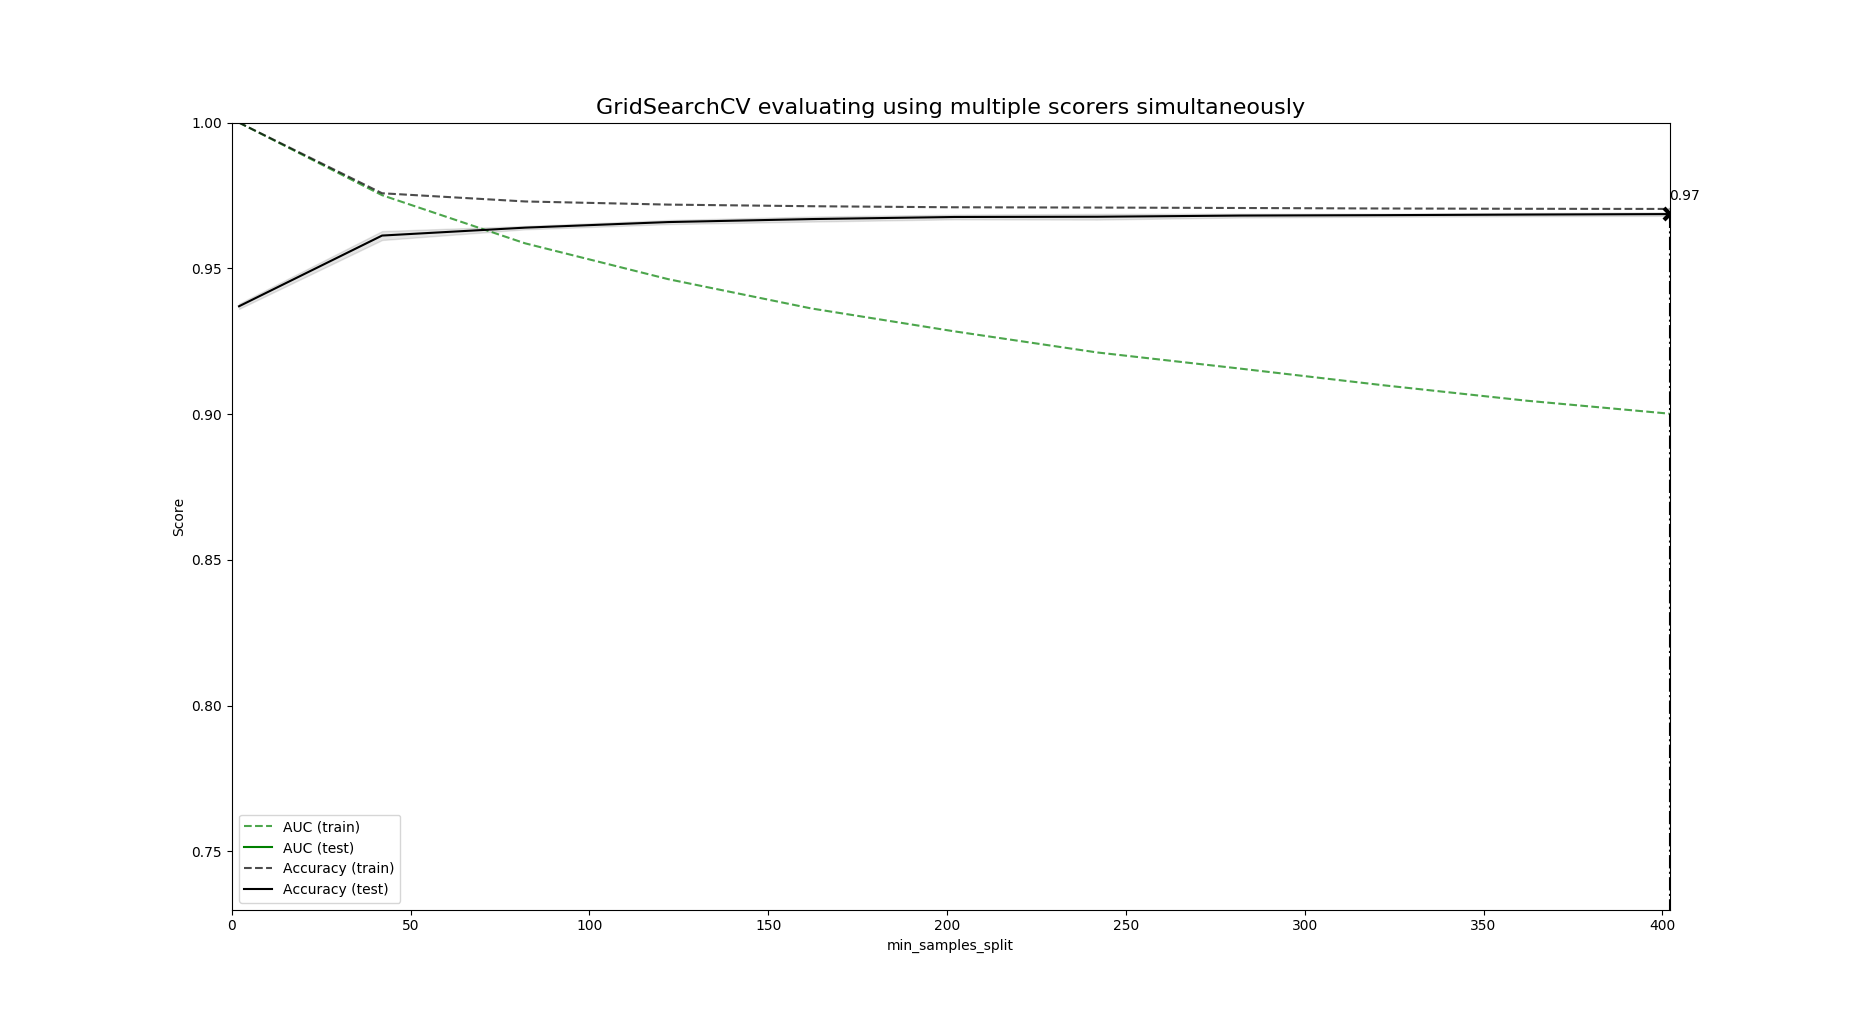 GridSearchCV evaluating using multiple scorers simultaneously
1.00
0.97
0.95
0.90
Score
0.85
0.80
0.75
AUC (train)
AUC (test)
Accuracy (train)
Accuracy (test)
0 50 100 150 200 250 300 350 400
min_samples_split